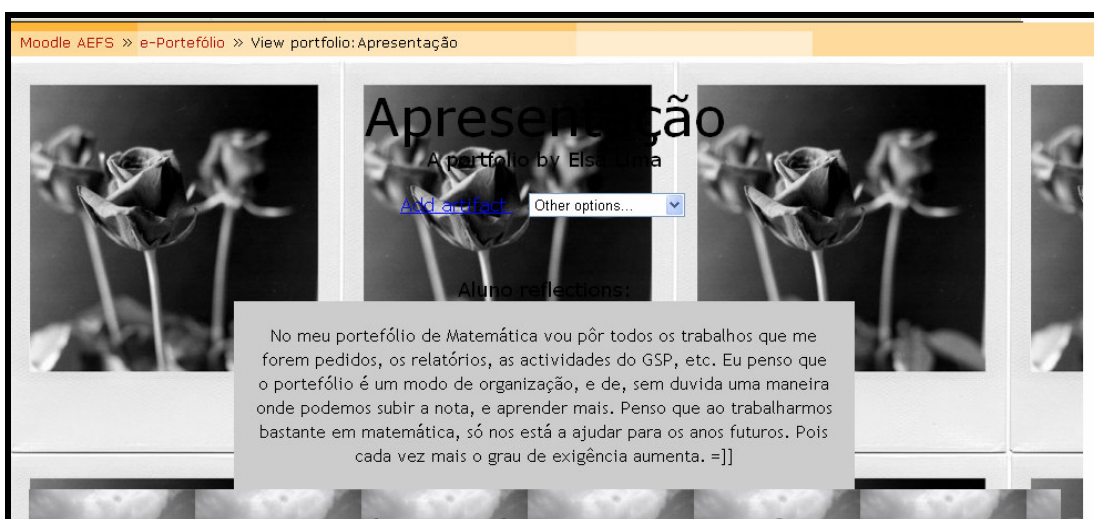 Moodle AEFS » e-Portefólio » View portfolio: Apresentação
Apresentação
A portfolio by Elsa Lima
Add artifact
Other options...
Aluno reflections:
No meu portefólio de Matemática vou pôr todos os trabalhos que me
forem pedidos, os relatórios, as actividades do GSP, etc. Eu penso que
o portefólio é um modo de organização, e de, sem duvida uma maneira
onde podemos subir a nota, e aprender mais. Penso que ao trabalharmos
bastante em matemática, só nos está a ajudar para os anos futuros. Pois
cada vez mais o grau de exigência aumenta. =]]